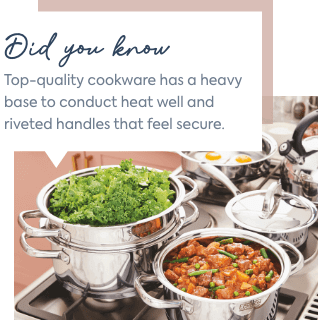 Did you know
Top-quality cookware has a heavy
base to conduct heat well and
riveted handles that feel secure.